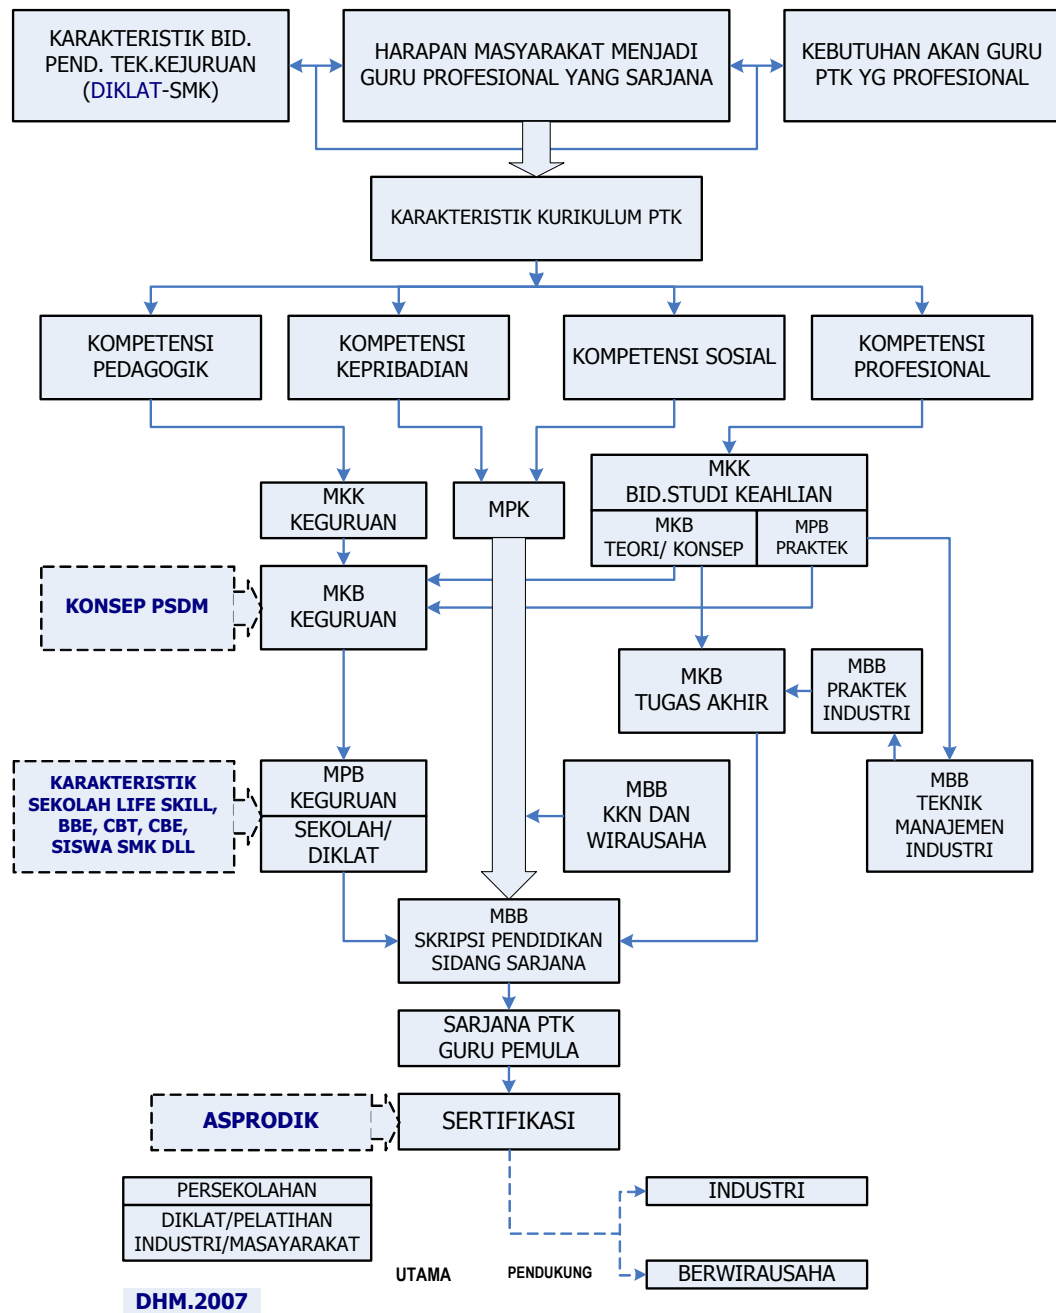 KARAKTERISTIK BID.
PEND. TEK.KEJURUAN
(DIKLAT-SMK)
HARAPAN MASYARAKAT MENJADI
GURU PROFESIONAL YANG SARJANA
KEBUTUHAN AKAN GURU
PTK YG PROFESIONAL
KARAKTERISTIK KURIKULUM PTK
KOMPETENSI
PEDAGOGIK
KOMPETENSI
KEPRIBADIAN
KOMPETENSI SOSIAL
KOMPETENSI
PROFESIONAL
MKK
KEGURUAN
MPK
MKK
BID.STUDI KEAHLIAN
MKB
TEORI/ KONSEP
MPB
PRAKTEK
KONSEP PSDM
MKB
KEGURUAN
MKB
TUGAS AKHIR
MBB
PRAKTEK
INDUSTRI
KARAKTERISTIK
SEKOLAH LIFE SKILL,
BBE, CBT, CBE,
SISWA SMK DLL
MPB
KEGURUAN
SEKOLAH/
DIKLAT
MBB
KKN DAN
WIRAUSAHA
MBB
TEKNIK
MANAJEMEN
INDUSTRI
MBB
SKRIPSI PENDIDIKAN
SIDANG SARJANA
SARJANA PTK
GURU PEMULA
ASPRODIK
SERTIFIKASI
PERSEKOLAHAN
DIKLAT/PELATIHAN
INDUSTRI/MASAYARAKAT
INDUSTRI
UTAMA
PENDUKUNG
BERWIRAUSAHA
DHM.2007